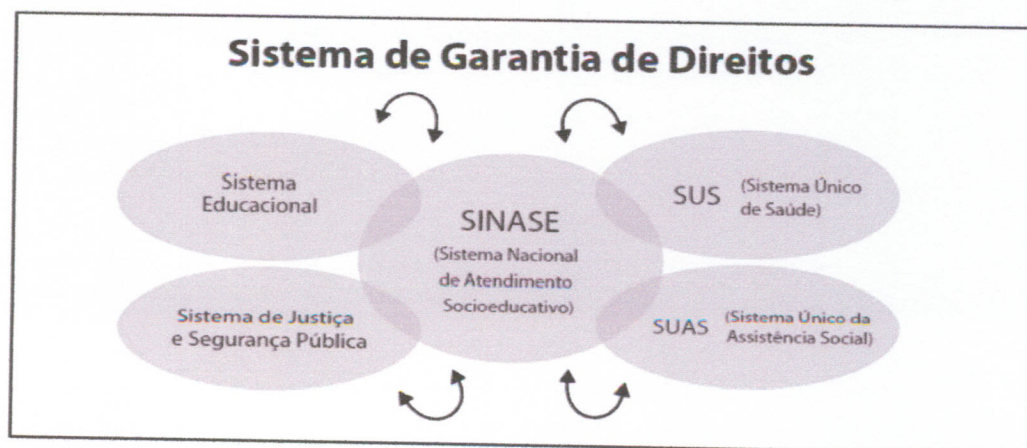 Sistema de Garantia de Direitos
Sistema
Educacional
SINASE
(Sistema Nacional
de Atendimento
Socioeducativo)
SUS (Sistema Único
de Saúde)
Sistema de Justiça
e Segurança Pública
SUAS (Sistema Único da
Assistência Social)